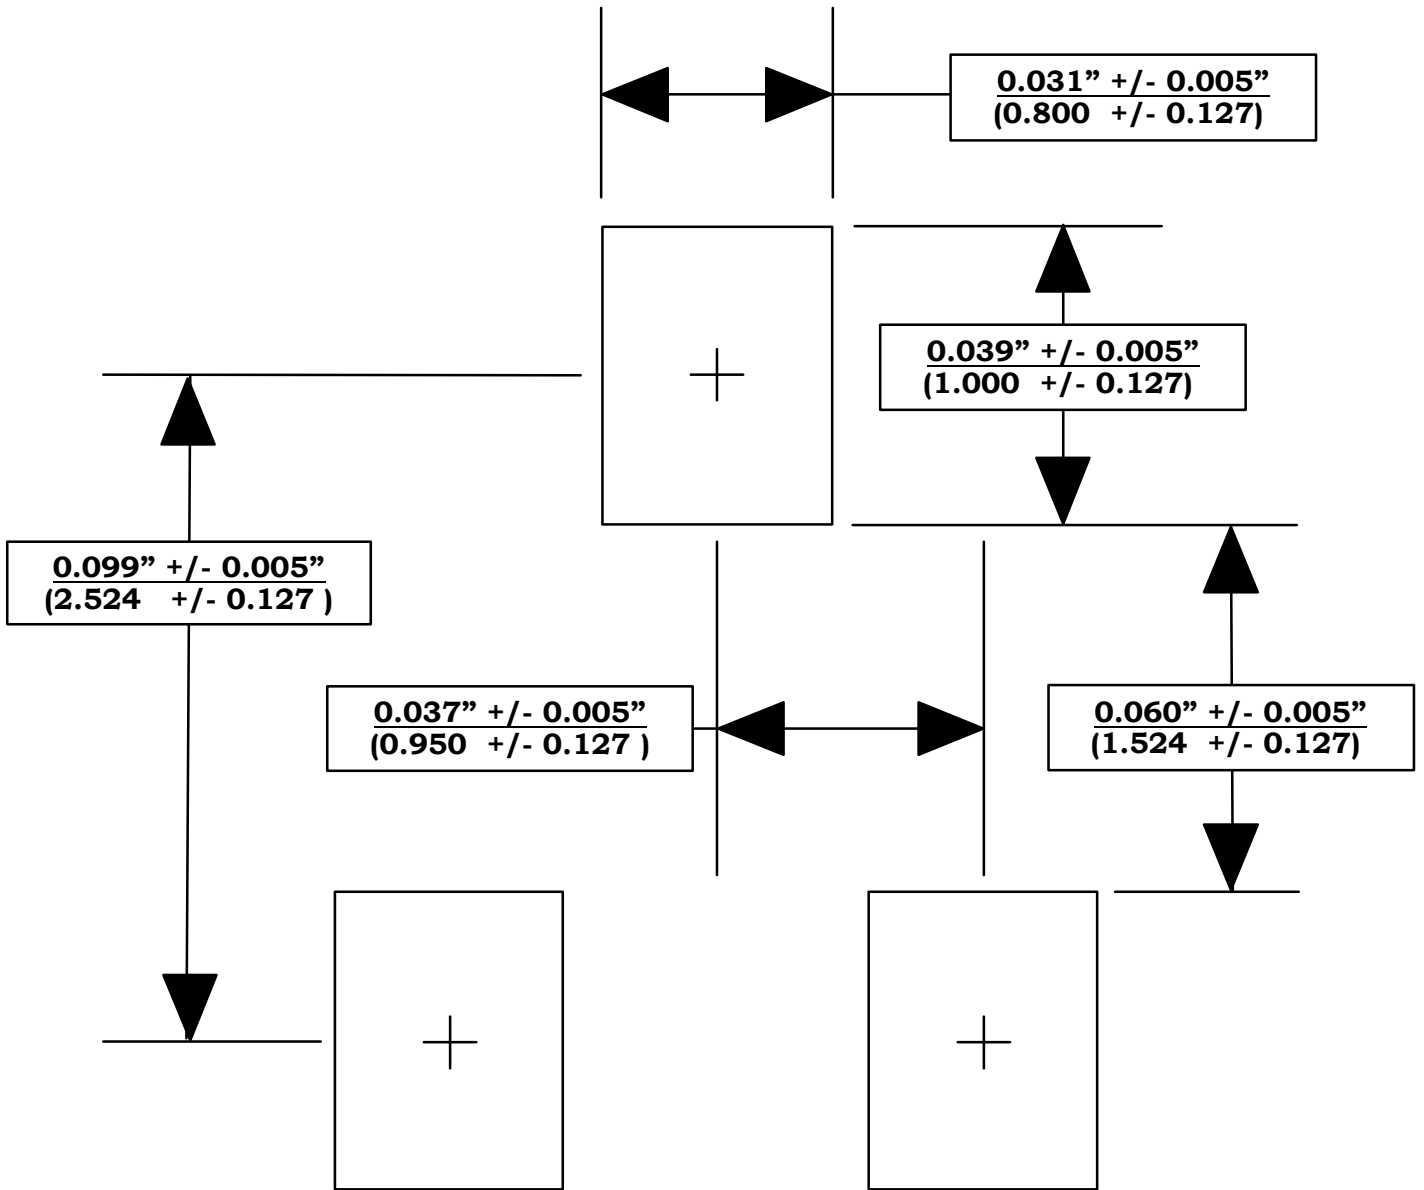 0.031” +/- 0.005”
(0.800 +/- 0.127)
0.039” +/- 0.005”
(1.000 +/- 0.127)
0.099” +/- 0.005”
(2.524 +/- 0.127 )
0.037” +/- 0.005”
(0.950 +/- 0.127 )
0.060” +/- 0.005”
(1.524 +/- 0.127)